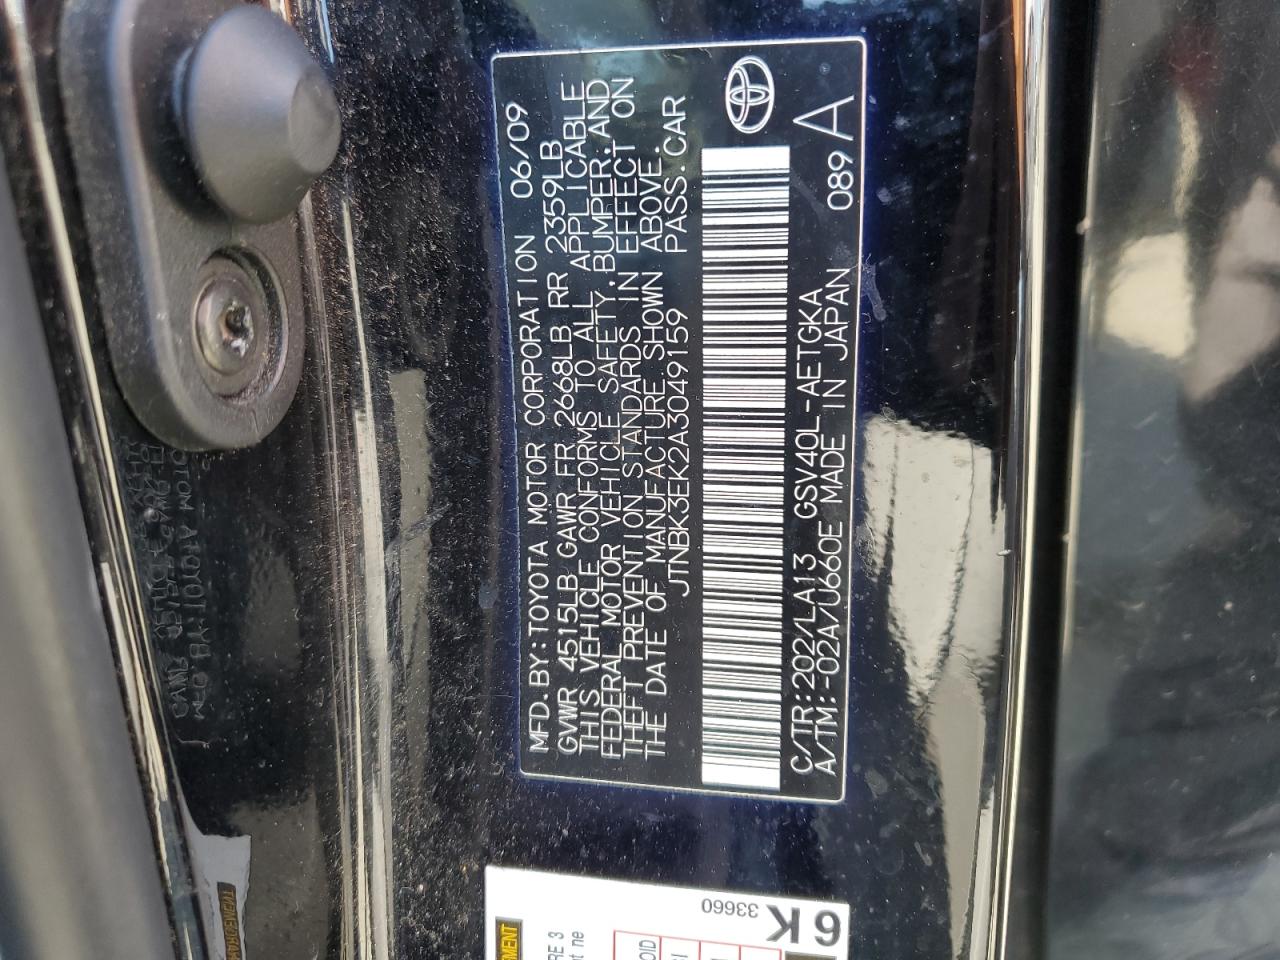 MFD. BY: TOYOTA MOTOR CORPORATION 06/09
GVWR 4515LB GAWR FR 2668LB RR 2359LB
THIS VEHICLE CONFORMS TO ALL APPLICABLE
FEDERAL MOTOR VEHICLE SAFETY, BUMPER, AND
THEFT PREVENTION STANDARDS IN EFFECT ON
THE DATE OF MANUFACTURE SHOWN ABOVE.
JTNBK3EK2A3049159 PASS. CAR
C/TR: 202/LA13 GSV40L-AETGKA 089 A
A/TM: -02A/U660E MADE IN JAPAN
6K
33660